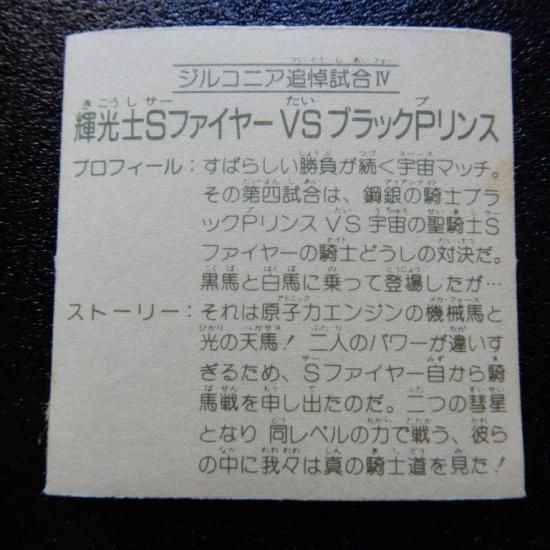 ジルコニア追悼試合Ⅳ
輝光士SファイヤーVSブラックPリンス
プロフィール：すばらしい勝負が続く宇宙マッチ。
その第四試合は、鋼銀の騎士ブラ
ックPリンスVS宇宙の聖騎士S
ファイヤーの騎士どうしの対決だ。
黒馬と白馬に乗って登場したが…
ストーリー：それは原子力エンジンの機械馬と
光の天馬！二人のパワーが違いす
ぎるため、Sファイヤー自から騎
馬戦を申し出たのだ。二つの彗星
となり同レベルの力で戦う、彼ら
の中に我々は真の騎士道を見た！